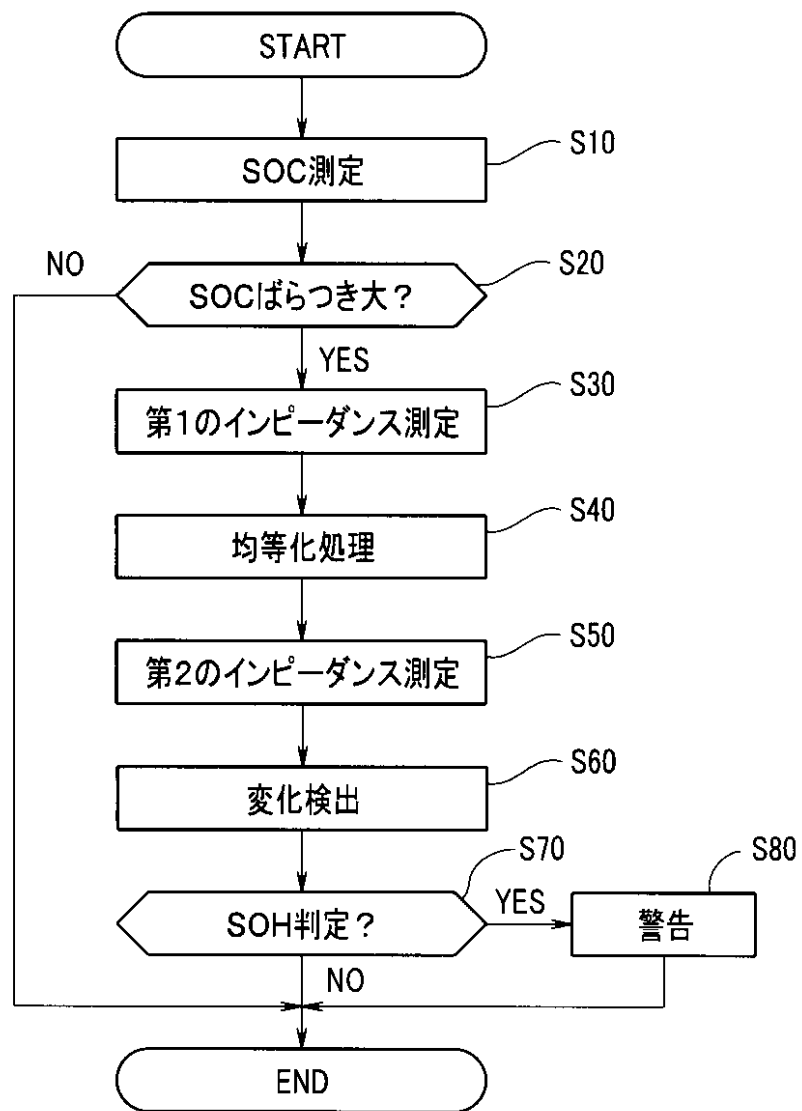 START
SOC測定
S10
NO
SOCばらつき大？
S20
YES
第1のインピーダンス測定
S30
均等化処理
S40
第2のインピーダンス測定
S50
変化検出
S60
SOH判定？
S70
YES
警告
S80
NO
END